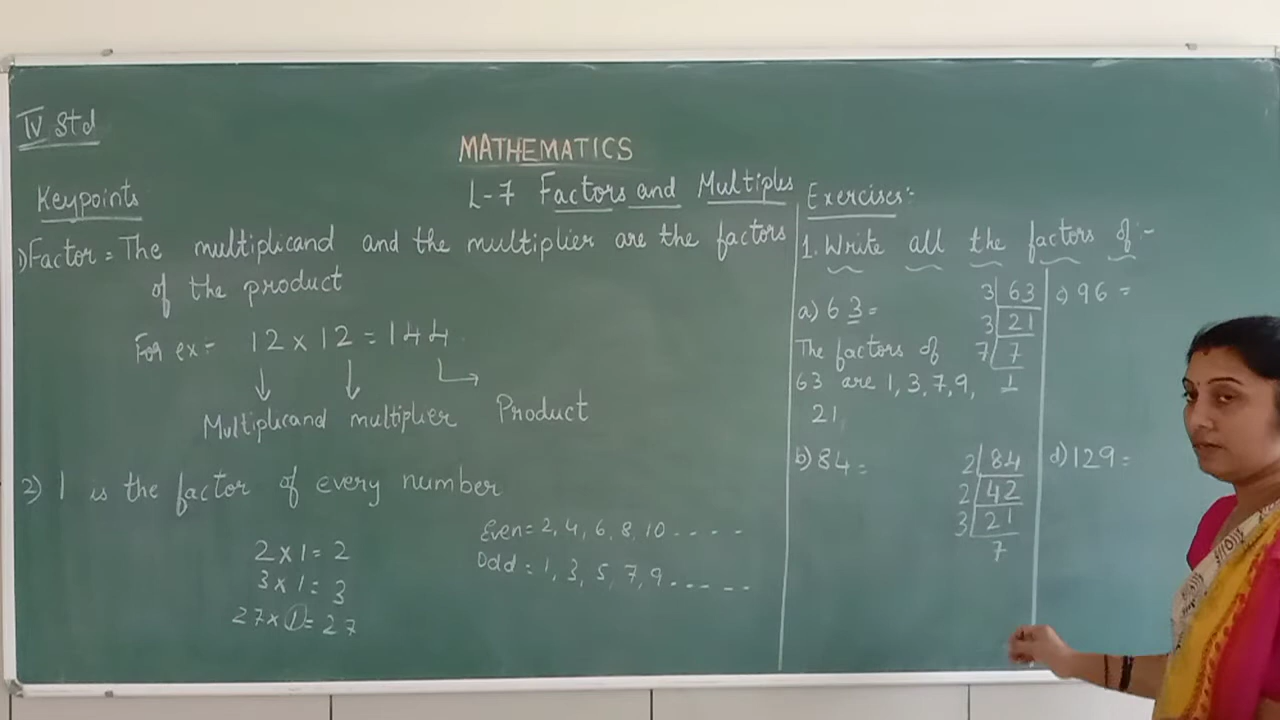 IV Std
MATHEMATICS
L-7 Factors and Multiples
Keypoints
1) Factor = The multiplicand and the multiplier are the factors
of the product
For ex:- 12 x 12 = 144
Multiplicand multiplier Product
2) 1 is the factor of every number
2 x 1 = 2
3 x 1 = 3
27 x 1 = 27
Even = 2, 4, 6, 8, 10 - - - -
Odd = 1, 3, 5, 7, 9 - - - - -
Exercises:-
1. Write all the factors of :-
a) 63 =
The factors of
63 are 1, 3, 7, 9,
21,
3 63
3 21
7 7
1
b) 84 =
2 84
2 42
3 21
7
c) 96 =
d) 129 =